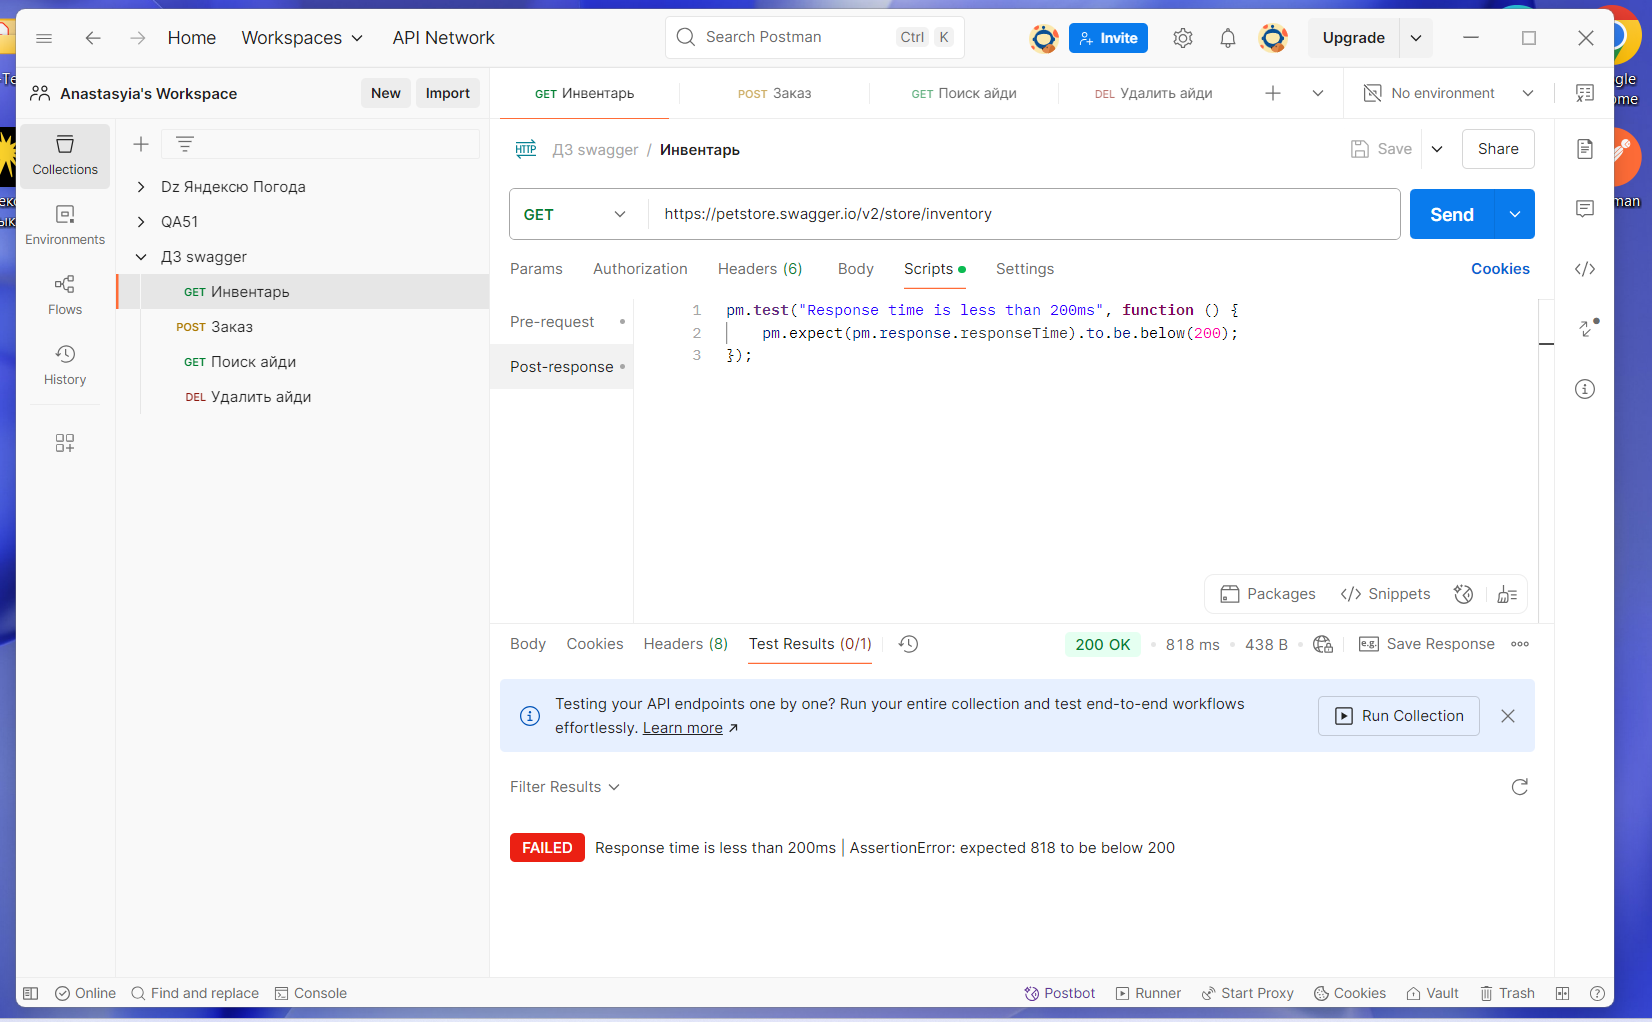 Home
Workspaces
API Network
Search Postman
Ctrl K
Invite
Upgrade
Anastasyia's Workspace
New
Import
GET Инвентарь
POST Заказ
GET Поиск айди
DEL Удалить айди
No environment
Collections
Environments
Flows
History
Dz Яндексю Погода
QA51
ДЗ swagger
GET Инвентарь
POST Заказ
GET Поиск айди
DEL Удалить айди
HTTP
ДЗ swagger / Инвентарь
Save
Share
GET
https://petstore.swagger.io/v2/store/inventory
Send
Params
Authorization
Headers (6)
Body
Scripts
Settings
Cookies
Pre-request
Post-response
1 pm.test("Response time is less than 200ms", function () {
2 pm.expect(pm.response.responseTime).to.be.below(200);
3 });
Packages
Snippets
Body
Cookies
Headers (8)
Test Results (0/1)
200 OK
818 ms
438 B
e.g.
Save Response
Testing your API endpoints one by one? Run your entire collection and test end-to-end workflows
effortlessly. Learn more
Run Collection
Filter Results
FAILED
Response time is less than 200ms | AssertionError: expected 818 to be below 200
Online
Find and replace
Console
Postbot
Runner
Start Proxy
Cookies
Vault
Trash